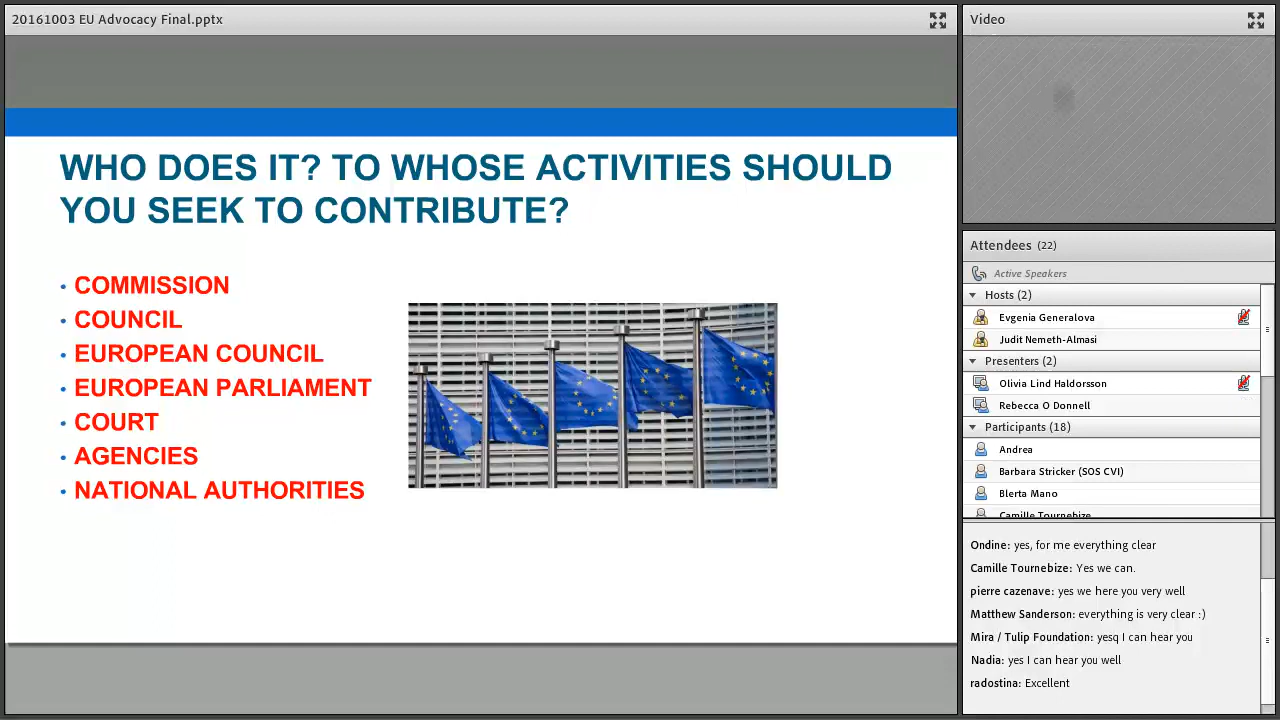 20161003 EU Advocacy Final.pptx
WHO DOES IT? TO WHOSE ACTIVITIES SHOULD
YOU SEEK TO CONTRIBUTE?
• COMMISSION
• COUNCIL
• EUROPEAN COUNCIL
• EUROPEAN PARLIAMENT
• COURT
• AGENCIES
• NATIONAL AUTHORITIES
Video
Attendees (22)
Active Speakers
Hosts (2)
Evgenia Generalova
Judit Nemeth-Almasi
Presenters (2)
Olivia Lind Haldorsson
Rebecca O Donnell
Participants (18)
Andrea
Barbara Stricker (SOS CVI)
Blerta Mano
Camille Tournebize
Ondine: yes, for me everything clear
Camille Tournebize: Yes we can.
pierre cazenave: yes we here you very well
Matthew Sanderson: everything is very clear :)
Mira / Tulip Foundation: yesq I can hear you
Nadia: yes I can hear you well
radostina: Excellent